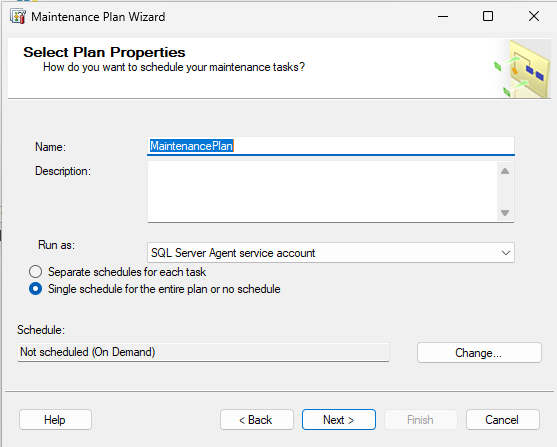 Maintenance Plan Wizard
Select Plan Properties
How do you want to schedule your maintenance tasks?
Name:
MaintenancePlan
Description:
Run as:
SQL Server Agent service account
Separate schedules for each task
Single schedule for the entire plan or no schedule
Schedule:
Not scheduled (On Demand)
Change...
Help
< Back
Next >
Finish
Cancel